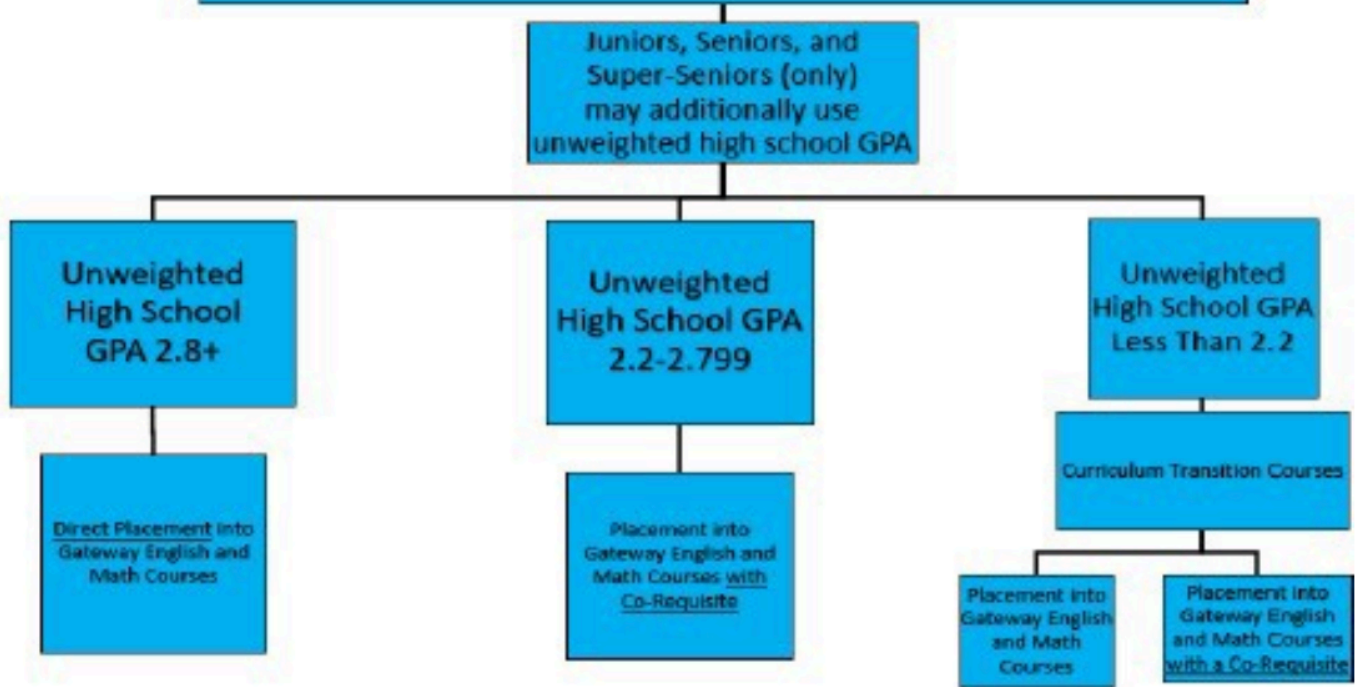 Juniors, Seniors, and
Super-Seniors (only)
may additionally use
unweighted high school GPA
Unweighted
High School
GPA 2.8+
Unweighted
High School GPA
2.2-2.799
Unweighted
High School GPA
Less Than 2.2
Direct Placement into
Gateway English and
Math Courses
Placement into
Gateway English and
Math Courses with
Co-Requisite
Curriculum Transition Courses
Placement into
Gateway English
and Math
Courses
Placement into
Gateway English
and Math Courses
with a Co-Requisite